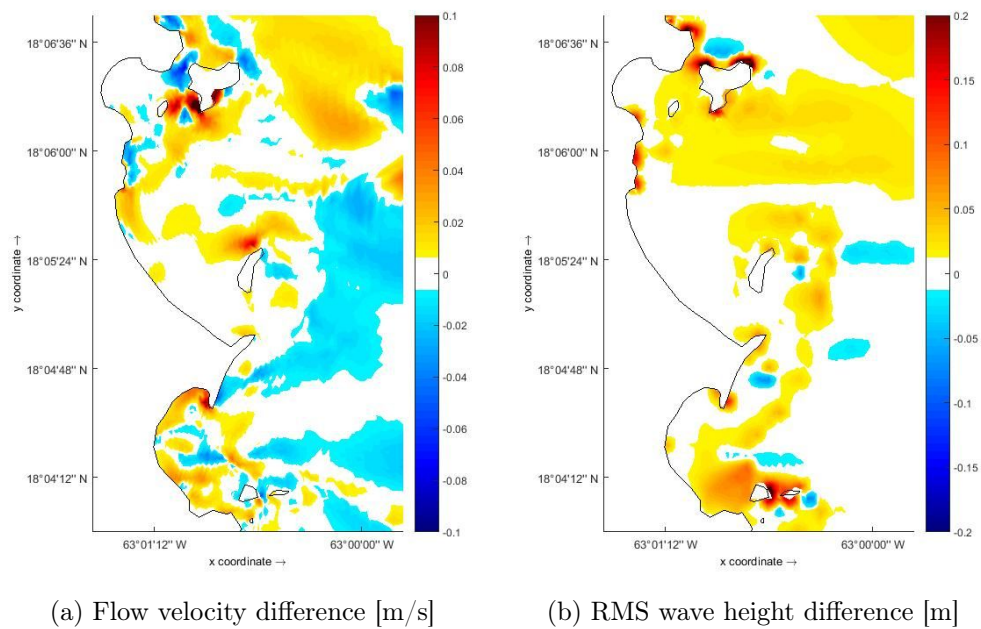 0.1
0.2
18°06'36" N
0.08
18°06'36" N
0.15
0.06
0.1
18°06'00" N
0.04
18°06'00" N
0.05
0.02
y coordinate →
18°05'24" N
0
y coordinate →
18°05'24" N
0
-0.02
-0.05
18°04'48" N
-0.04
18°04'48" N
-0.1
-0.06
18°04'12" N
18°04'12" N
-0.15
-0.08
-0.1
-0.2
63°01'12" W
63°00'00" W
63°01'12" W
63°00'00" W
x coordinate →
x coordinate →
(a) Flow velocity difference [m/s]
(b) RMS wave height difference [m]